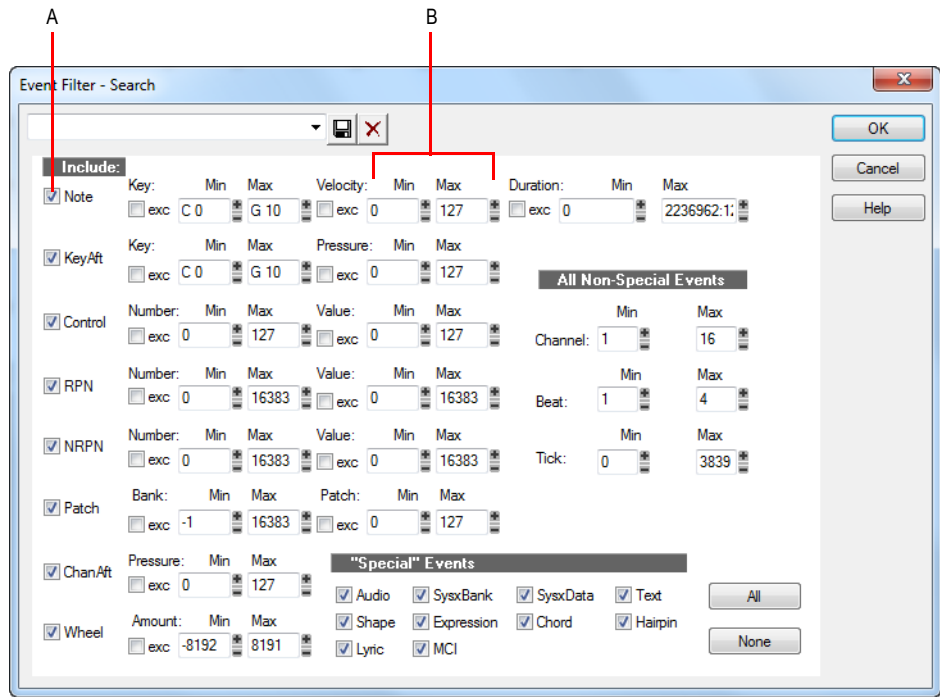 A B
Event Filter - Search
X
OK
Include:
Cancel
Note Key: Min Max Velocity: Min Max Duration: Min Max
exc C 0 G 10 exc 0 127 exc 0 2236962:1
Help
KeyAft Key: Min Max Pressure: Min Max
exc C 0 G 10 exc 0 127
All Non-Special Events
Control Number: Min Max Value: Min Max
exc 0 127 exc 0 127
Min Max
Channel: 1 16
RPN Number: Min Max Value: Min Max
exc 0 16383 exc 0 16383
Min Max
Beat: 1 4
NRPN Number: Min Max Value: Min Max
exc 0 16383 exc 0 16383
Min Max
Tick: 0 3839
Patch Bank: Min Max Patch: Min Max
exc -1 16383 exc 0 127
ChanAft Pressure: Min Max
exc 0 127
"Special" Events
Audio SysxBank SysxData Text All
Wheel Amount: Min Max
exc -8192 8191
Shape Expression Chord Hairpin
Lyric MCI None